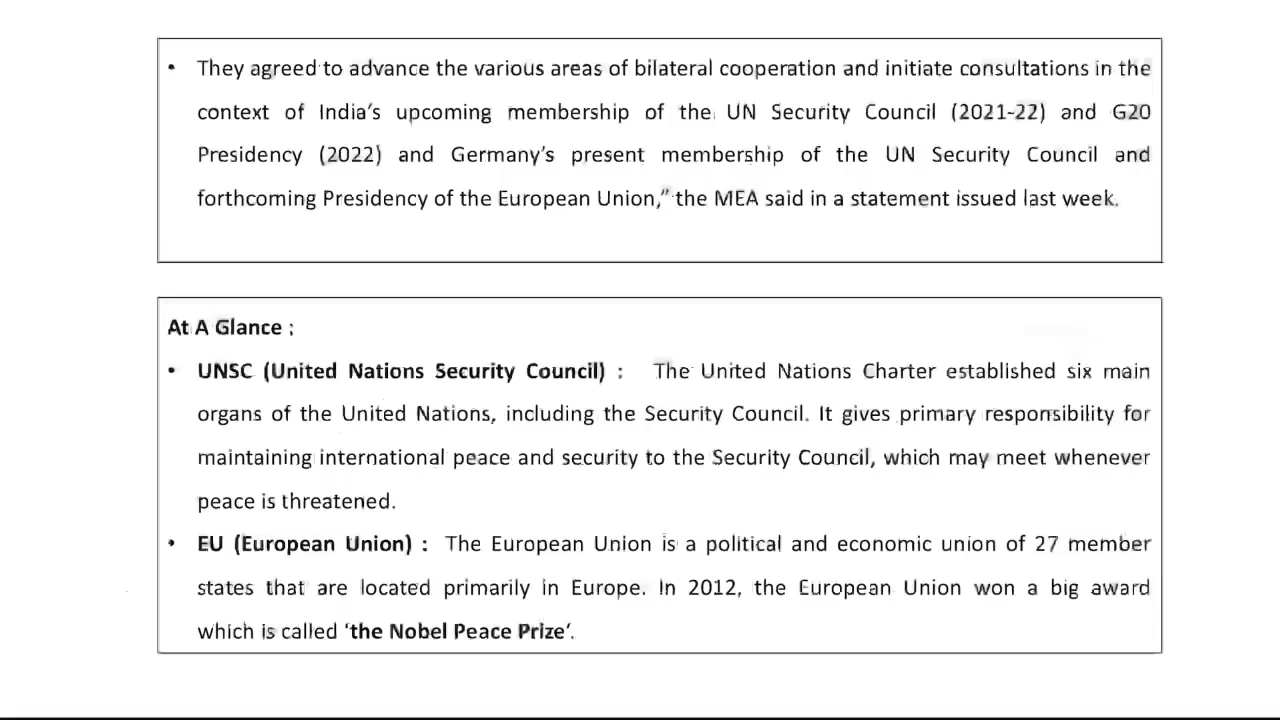 • They agreed to advance the various areas of bilateral cooperation and initiate consultations in the
context of India's upcoming membership of the UN Security Council (2021-22) and G20
Presidency (2022) and Germany's present membership of the UN Security Council and
forthcoming Presidency of the European Union,” the MEA said in a statement issued last week.
At A Glance :
• UNSC (United Nations Security Council) : The United Nations Charter established six main
organs of the United Nations, including the Security Council. It gives primary responsibility for
maintaining international peace and security to the Security Council, which may meet whenever
peace is threatened.
• EU (European Union) : The European Union is a political and economic union of 27 member
states that are located primarily in Europe. In 2012, the European Union won a big award
which is called ‘the Nobel Peace Prize’.